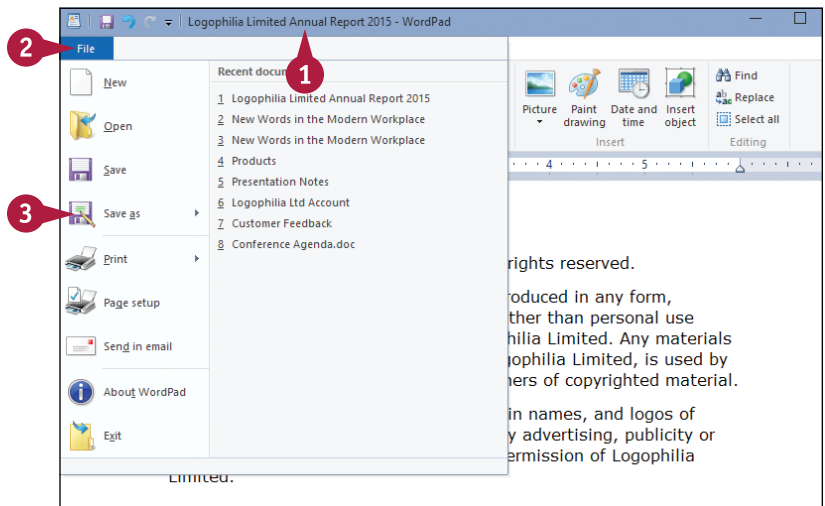 Logophilia Limited Annual Report 2015 - WordPad
2
File
1
New
Open
Save
3
Save as
Print
Page setup
Send in email
About WordPad
Exit
Recent docu
1 Logophilia Limited Annual Report 2015
2 New Words in the Modern Workplace
3 New Words in the Modern Workplace
4 Products
5 Presentation Notes
6 Logophilia Ltd Account
7 Customer Feedback
8 Conference Agenda.doc
Picture
Paint drawing
Date and time
Insert object
Insert
Find
Replace
Select all
Editing
4 5
rights reserved.
roduced in any form,
ther than personal use
hilia Limited. Any materials
gophilia Limited, is used by
ners of copyrighted material.
in names, and logos of
y advertising, publicity or
ermission of Logophilia
Limited.